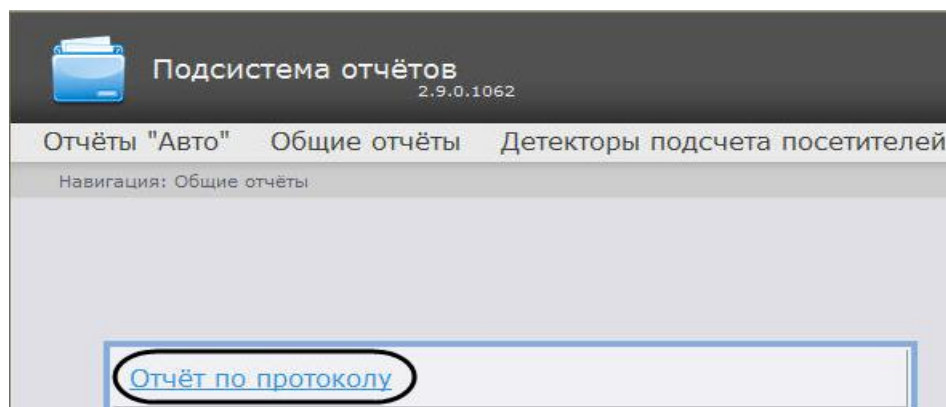 Подсистема отчётов
2.9.0.1062
Отчёты "Авто" Общие отчёты Детекторы подсчета посетителей
Навигация: Общие отчёты
Отчёт по протоколу